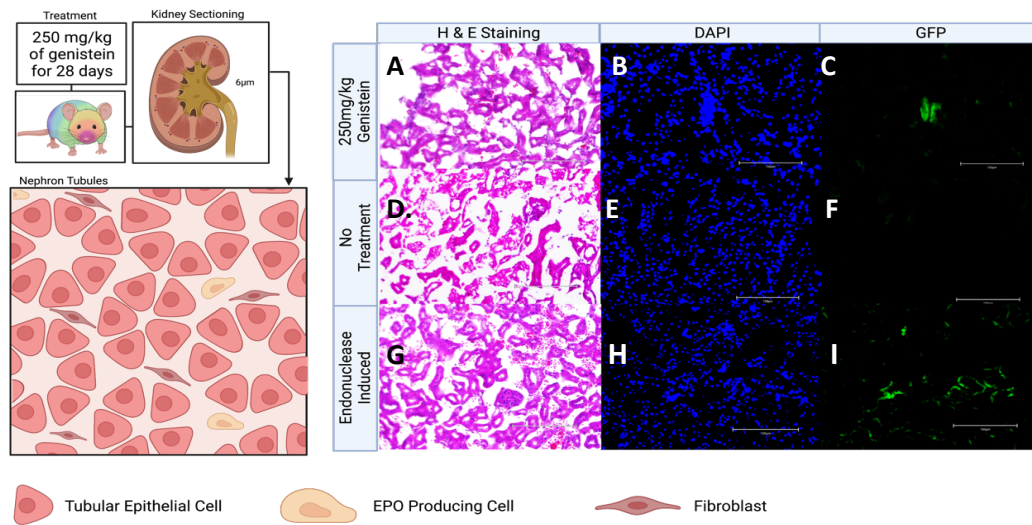 Treatment
250 mg/kg
of genistein
for 28 days
Kidney Sectioning
6μm
Nephron Tubules
H & E Staining
DAPI
GFP
250mg/kg
Genistein
A
B
C
No
Treatment
D.
E
F
Endonuclease
Induced
G
H
I
Tubular Epithelial Cell
EPO Producing Cell
Fibroblast